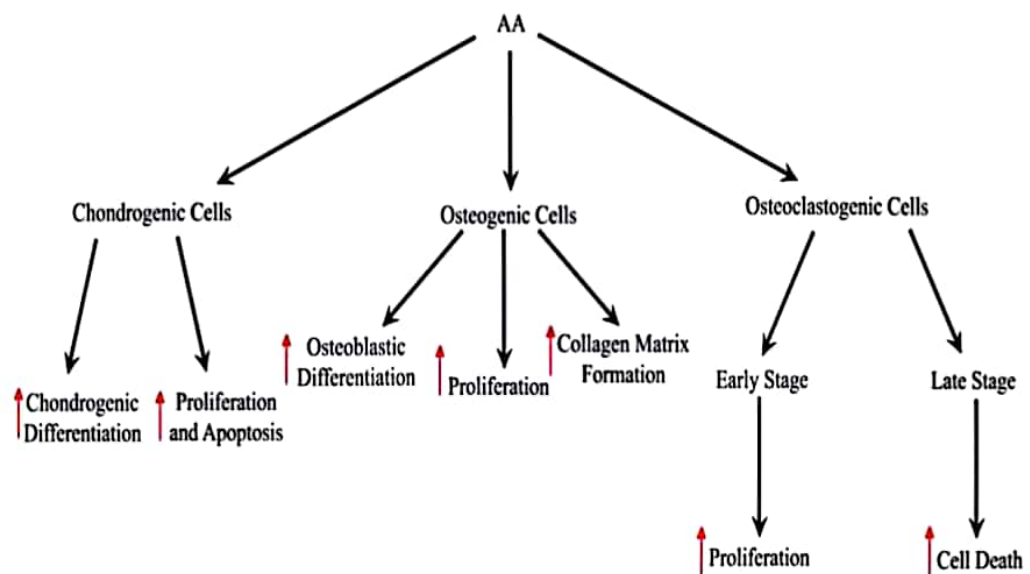 AA
Chondrogenic Cells
Osteogenic Cells
Osteoclastogenic Cells
Chondrogenic
Differentiation
Proliferation
and Apoptosis
Osteoblastic
Differentiation
Proliferation
Collagen Matrix
Formation
Early Stage
Late Stage
Proliferation
Cell Death